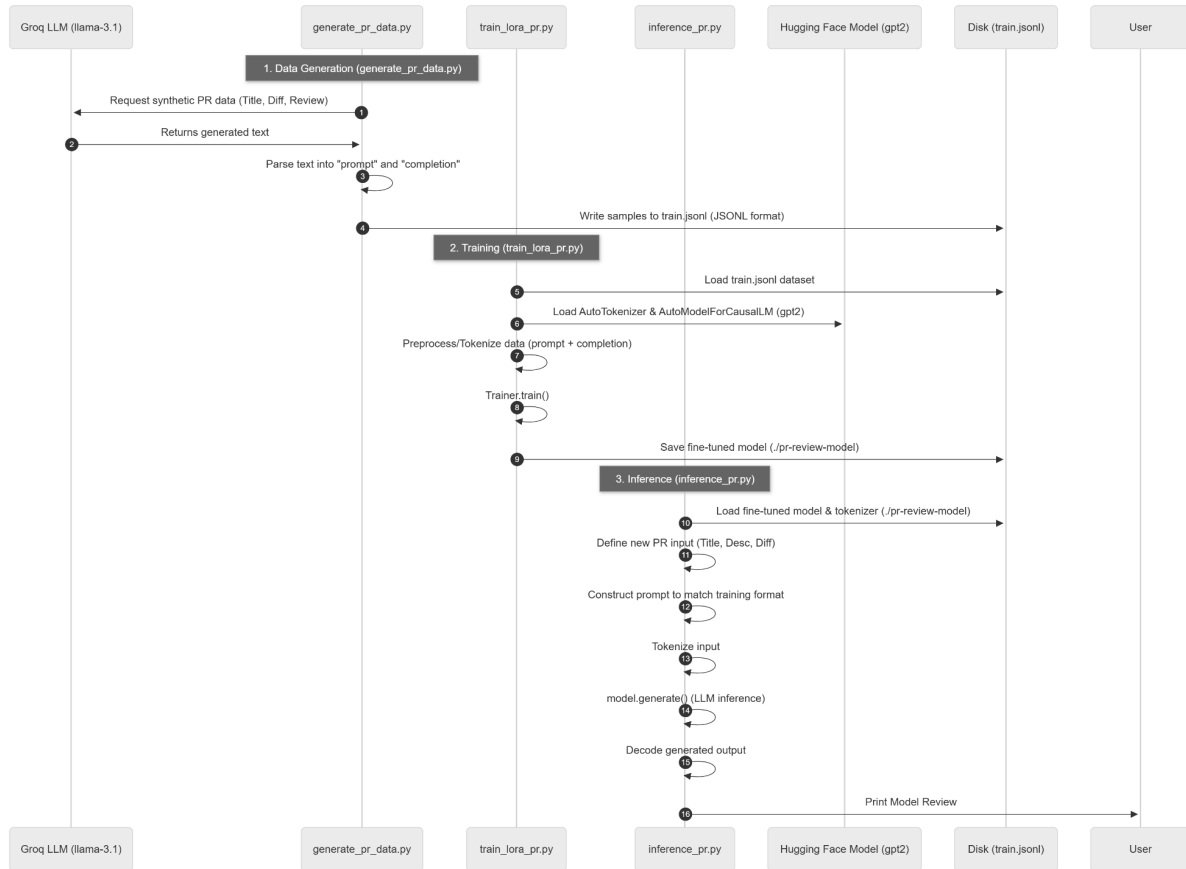 Groq LLM (llama-3.1)
generate_pr_data.py
train_lora_pr.py
inference_pr.py
Hugging Face Model (gpt2)
Disk (train.jsonl)
User
1. Data Generation (generate_pr_data.py)
Request synthetic PR data (Title, Diff, Review)
1
Returns generated text
2
Parse text into "prompt" and "completion"
3
Write samples to train.jsonl (JSONL format)
4
2. Training (train_lora_pr.py)
Load train.jsonl dataset
5
Load AutoTokenizer & AutoModelForCausalLM (gpt2)
6
Preprocess/Tokenize data (prompt + completion)
7
Trainer.train()
8
Save fine-tuned model (./pr-review-model)
9
3. Inference (inference_pr.py)
Load fine-tuned model & tokenizer (./pr-review-model)
10
Define new PR input (Title, Desc, Diff)
11
Construct prompt to match training format
12
Tokenize input
13
model.generate() (LLM inference)
14
Decode generated output
15
Print Model Review
16
Groq LLM (llama-3.1)
generate_pr_data.py
train_lora_pr.py
inference_pr.py
Hugging Face Model (gpt2)
Disk (train.jsonl)
User